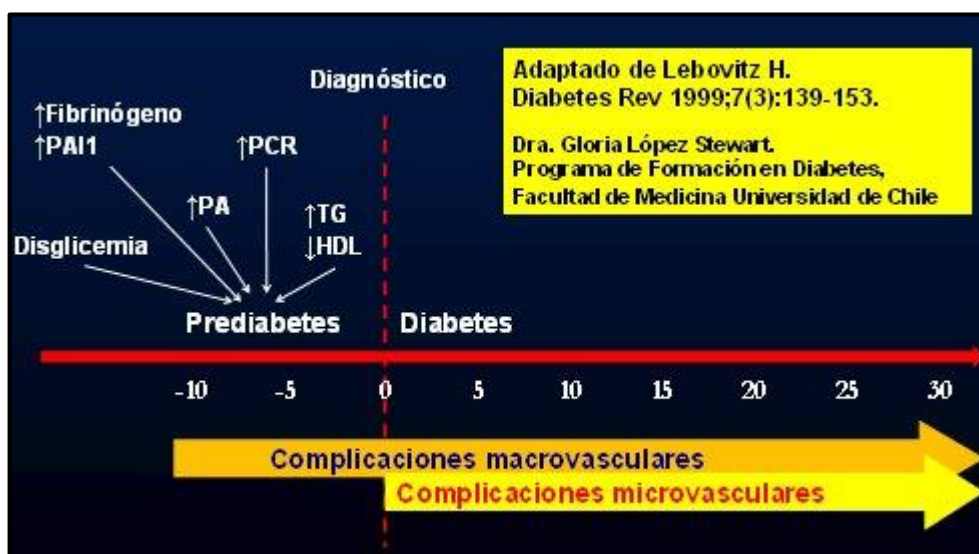 Diagnóstico
Adaptado de Lebovitz H.
Diabetes Rev 1999;7(3):139-153.
Dra. Gloria López Stewart.
Programa de Formación en Diabetes,
Facultad de Medicina Universidad de Chile
↑Fibrinógeno
↑PAI1
↑PCR
↑PA
↑TG
↓HDL
Disglicemia
Prediabetes
Diabetes
-10 -5 0 5 10 15 20 25 30
Complicaciones macrovasculares
Complicaciones microvasculares